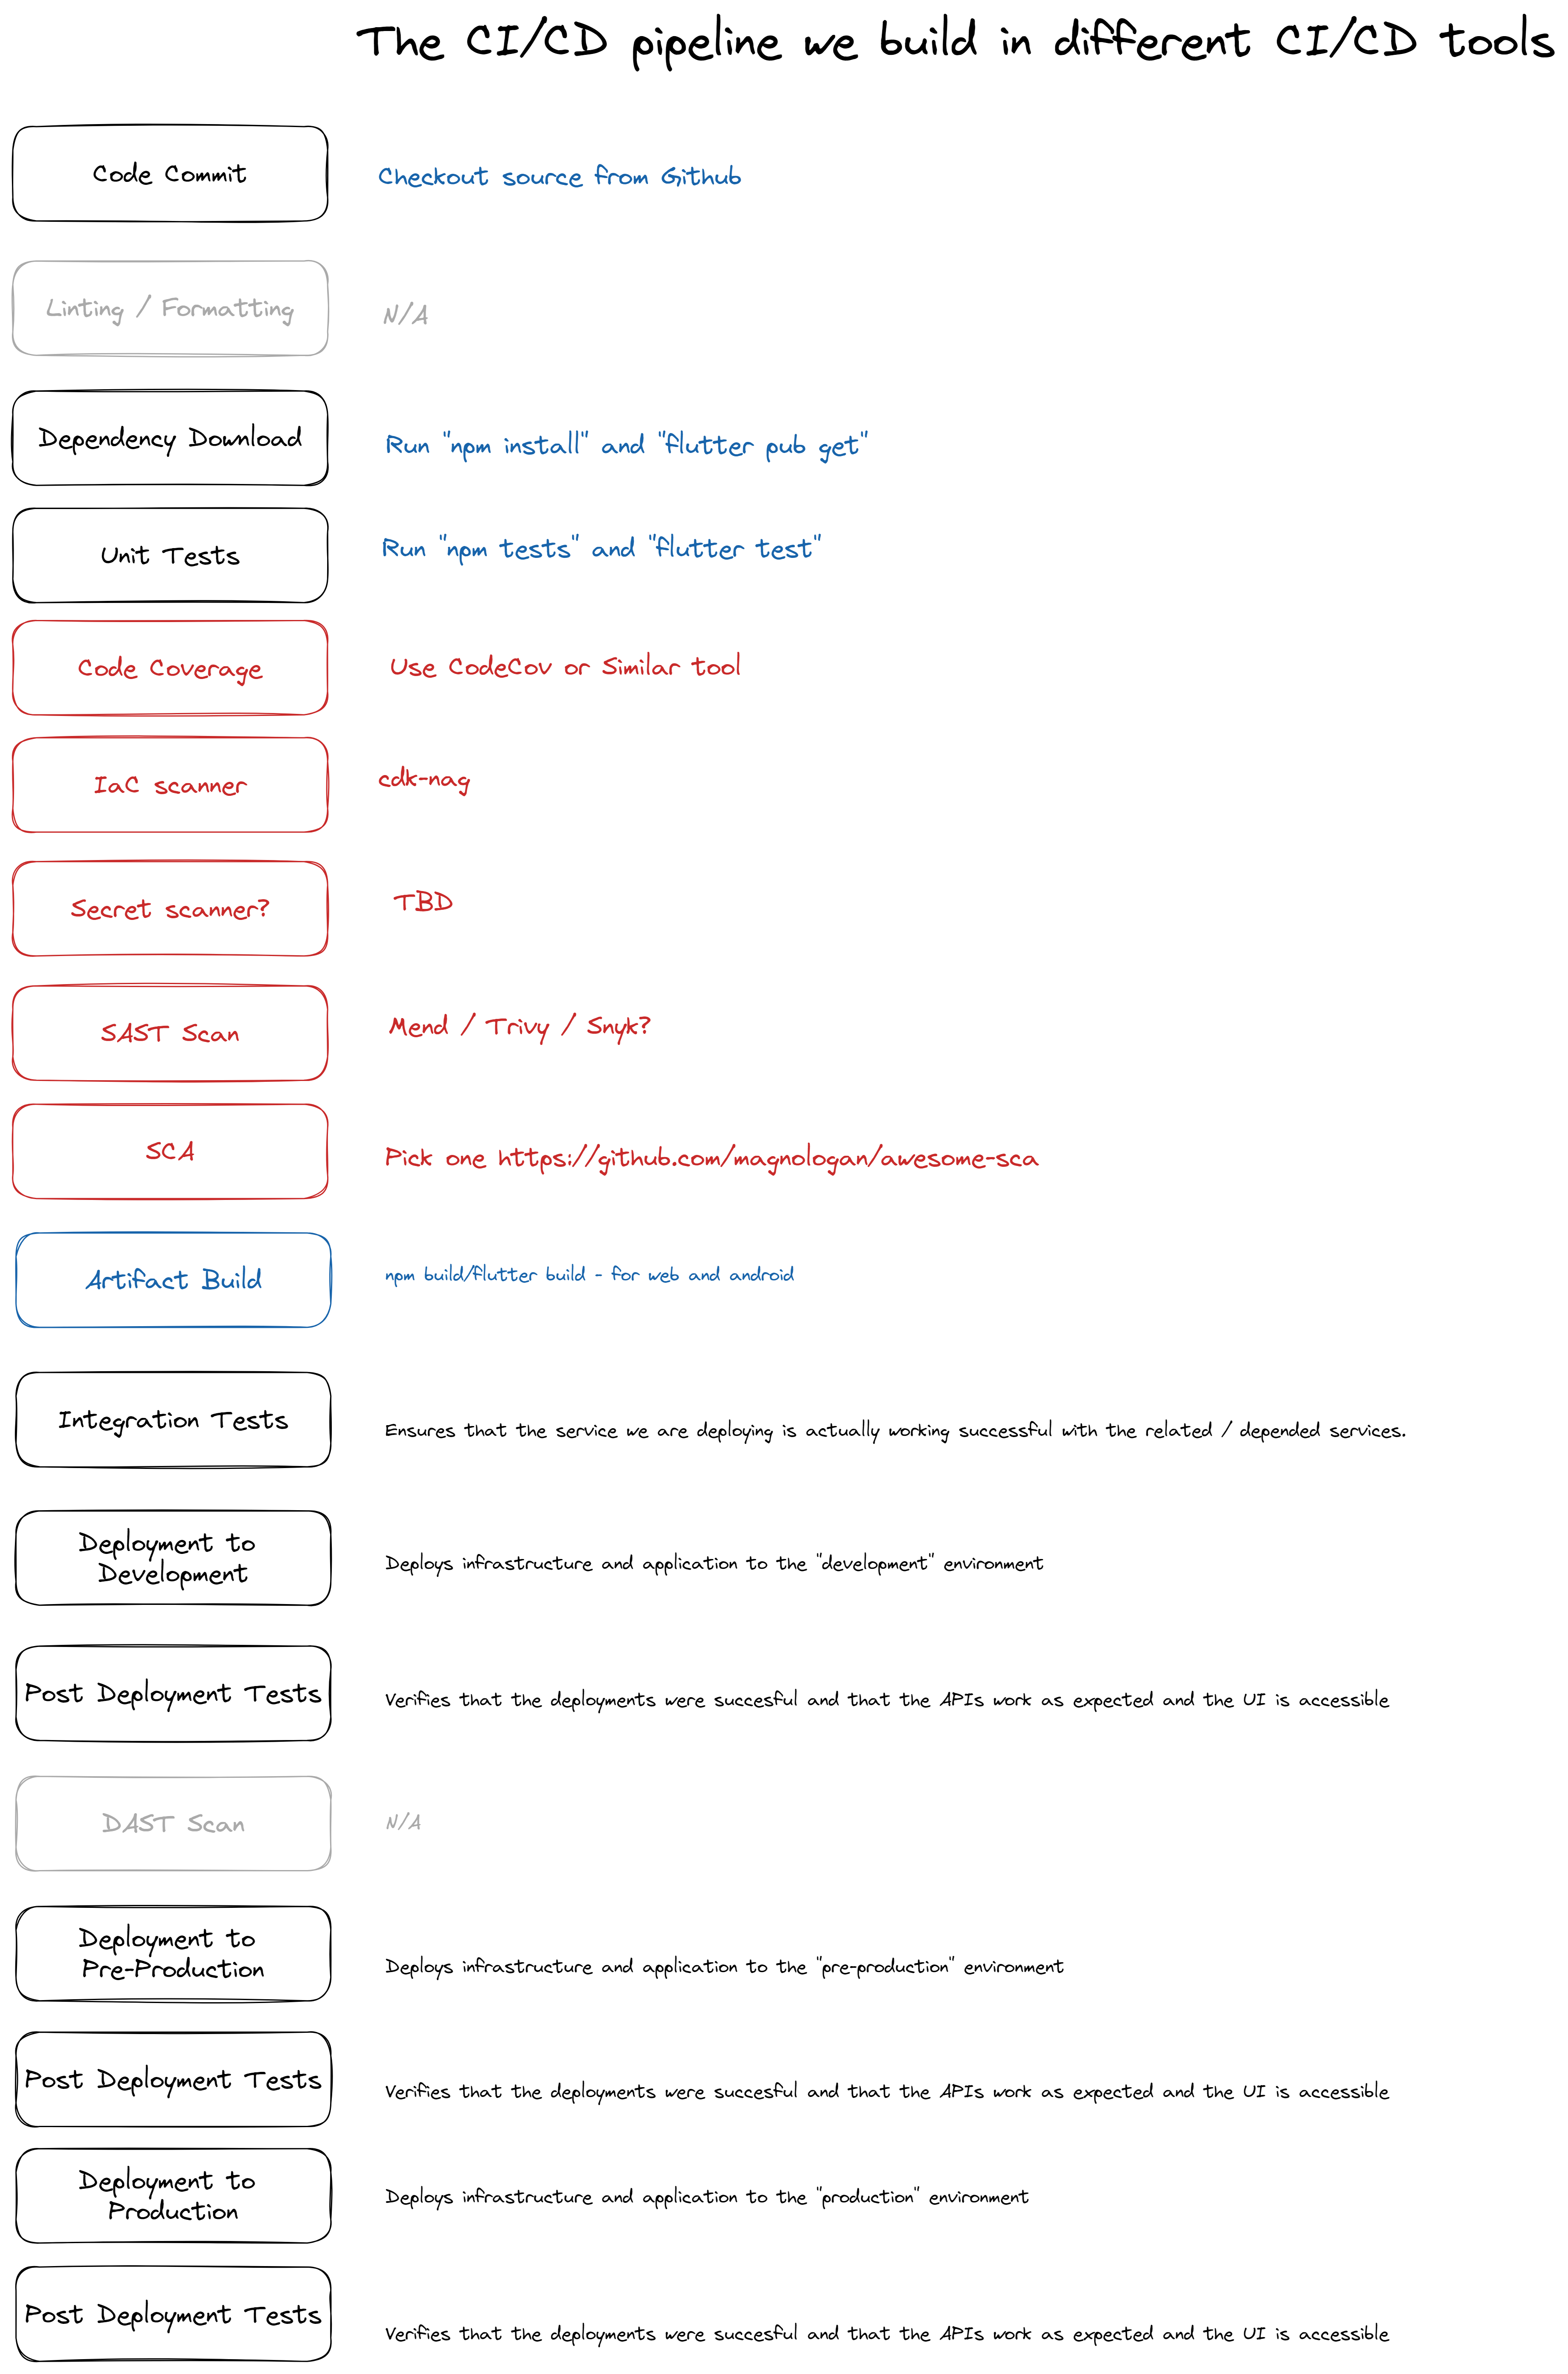 The CI/CD pipeline we build in different CI/CD tools
Code Commit
Checkout source from Github
Linting / Formatting
N/A
Dependency Download
Run "npm install" and "flutter pub get"
Unit Tests
Run "npm tests" and "flutter test"
Code Coverage
Use CodeCov or Similar tool
IaC scanner
cdk-nag
Secret scanner?
TBD
SAST Scan
Mend / Trivy / Snyk?
SCA
Pick one https://github.com/magnologan/awesome-sca
Artifact Build
npm build/flutter build - for web and android
Integration Tests
Ensures that the service we are deploying is actually working successful with the related / depended services.
Deployment to
Development
Deploys infrastructure and application to the "development" environment
Post Deployment Tests
Verifies that the deployments were succesful and that the APIs work as expected and the UI is accessible
DAST Scan
N/A
Deployment to
Pre-Production
Deploys infrastructure and application to the "pre-production" environment
Post Deployment Tests
Verifies that the deployments were succesful and that the APIs work as expected and the UI is accessible
Deployment to
Production
Deploys infrastructure and application to the "production" environment
Post Deployment Tests
Verifies that the deployments were succesful and that the APIs work as expected and the UI is accessible